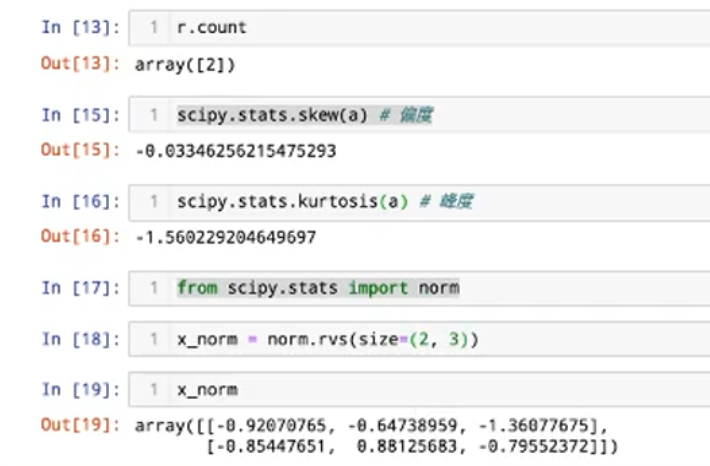 In [13]: 1 r.count
Out[13]: array([2])
In [15]: 1 scipy.stats.skew(a) # 偏度
Out[15]: -0.03346256215475293
In [16]: 1 scipy.stats.kurtosis(a) # 峰度
Out[16]: -1.560229204649697
In [17]: 1 from scipy.stats import norm
In [18]: 1 x_norm = norm.rvs(size=(2, 3))
In [19]: 1 x_norm
Out[19]: array([[-0.92070765, -0.64738959, -1.36077675],
[-0.85447651, 0.88125683, -0.79552372]])